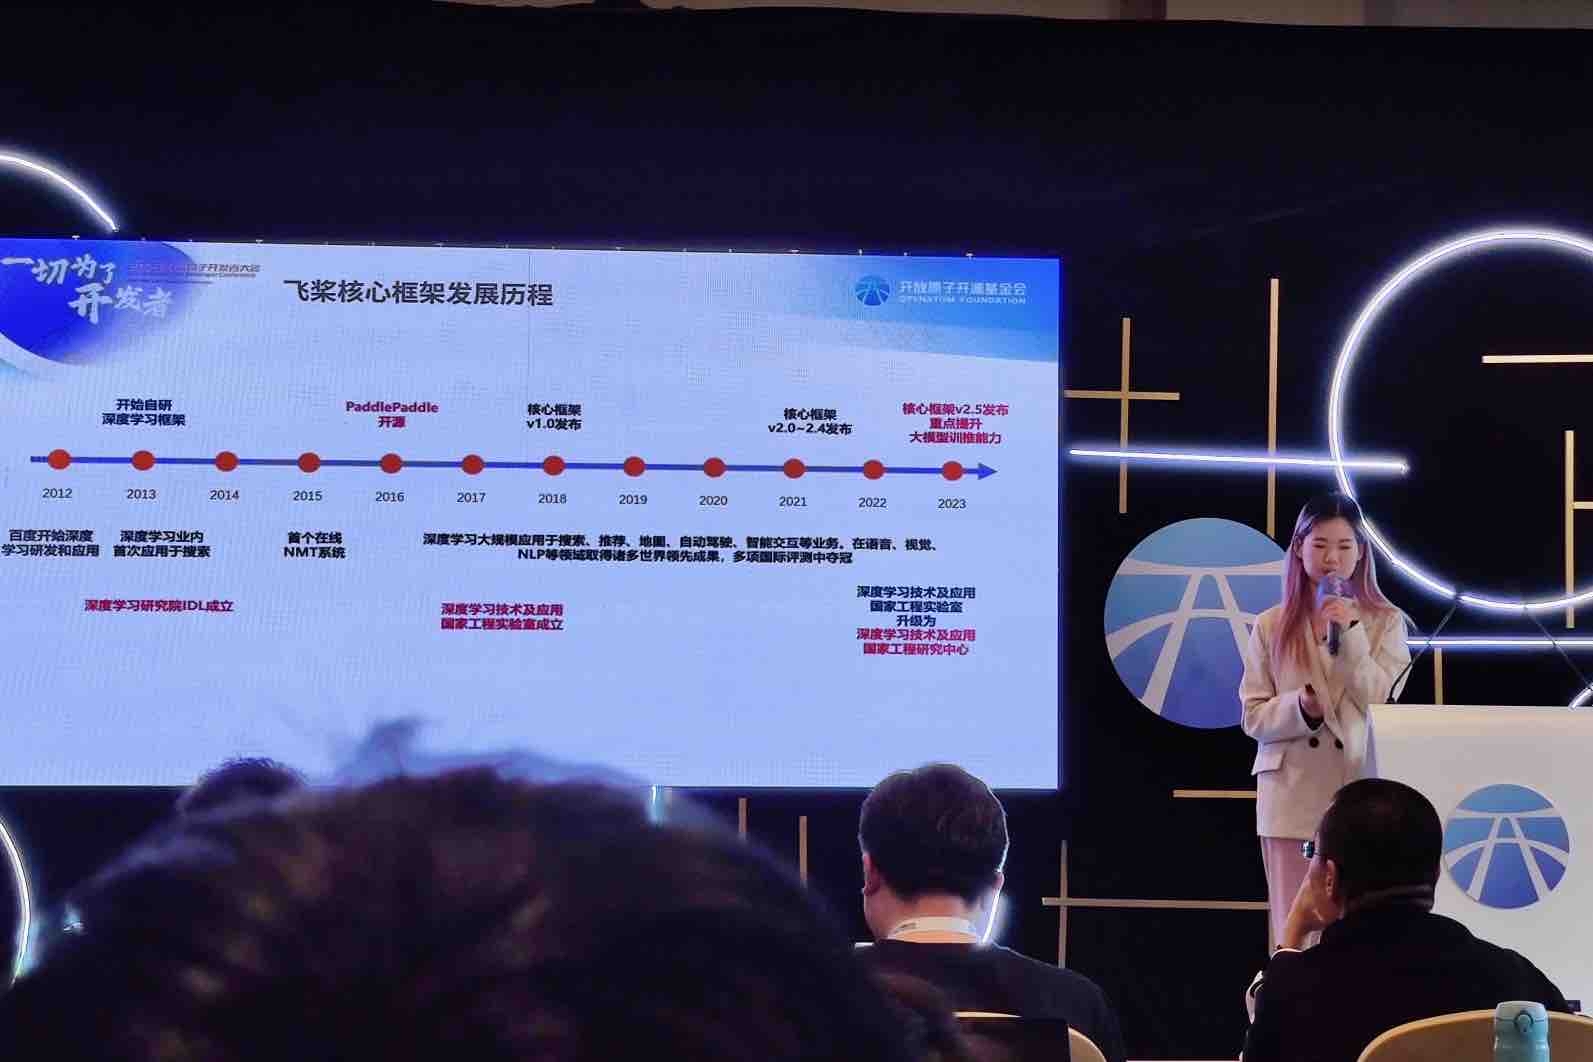 一切为了
开发者
飞桨核心框架发展历程
开放原子开源基金会
OPENATOM FOUNDATION
开始自研
深度学习框架
PaddlePaddle
开源
核心框架
v1.0发布
核心框架
v2.0~2.4发布
核心框架v2.5发布
重点提升
大模型训推能力
2012
2013
2014
2015
2016
2017
2018
2019
2020
2021
2022
2023
百度开始深度
学习研发和应用
深度学习业内
首次应用于搜索
首个在线
NMT系统
深度学习大规模应用于搜索、推荐、地图、自动驾驶、智能交互等业务。在语音、视觉、
NLP等领域取得诸多世界领先成果，多项国际评测中夺冠
深度学习研究院IDL成立
深度学习技术及应用
国家工程实验室成立
深度学习技术及应用
国家工程实验室
升级为
深度学习技术及应用
国家工程研究中心